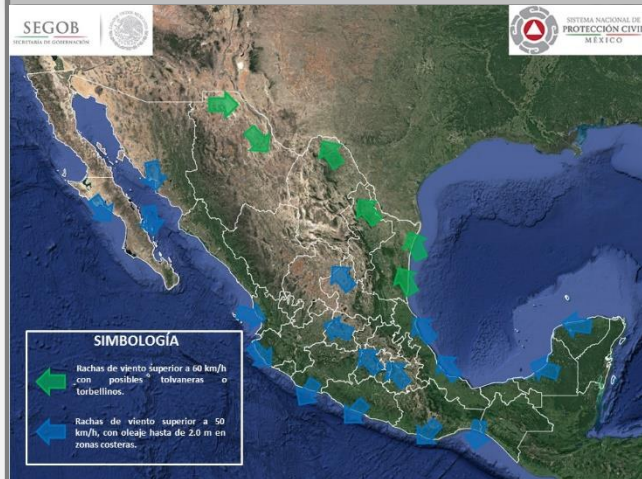 SEGOB
SECRETARÍA DE GOBERNACIÓN
SISTEMA NACIONAL DE
PROTECCIÓN CIVIL
MÉXICO
SIMBOLOGÍA
Rachas de viento superior a 60 km/h
con posibles tolvaneras o
torbellinos.
Rachas de viento superior a 50
km/h, con oleaje hasta de 2.0 m en
zonas costeras.